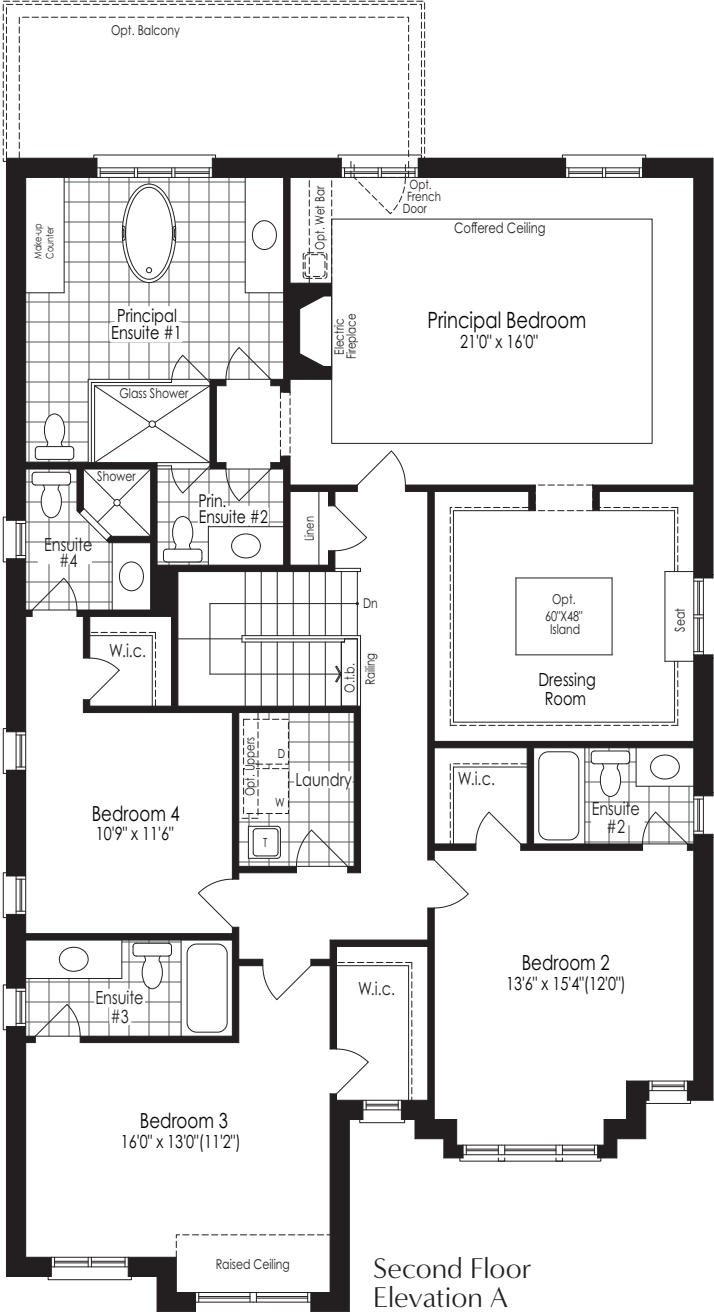 Opt. Balcony
Opt.
French
Door
Opt. Wet Bar
Coffered Ceiling
Make-up
Counter
Principal
Ensuite #1
Electric
Fireplace
Principal Bedroom
21'0" x 16'0"
Glass Shower
Shower
Prin.
Ensuite #2
Linen
Ensuite
#4
Dn
Opt.
60"X48"
Island
Seat
W.i.c.
O.t.b.
Railing
Dressing
Room
Opt. Uppers
D
W
T
Laundry
W.i.c.
Ensuite
#2
Bedroom 4
10'9" x 11'6"
Bedroom 2
13'6" x 15'4"(12'0")
W.i.c.
Ensuite
#3
Bedroom 3
16'0" x 13'0"(11'2")
Raised Ceiling
Second Floor
Elevation A